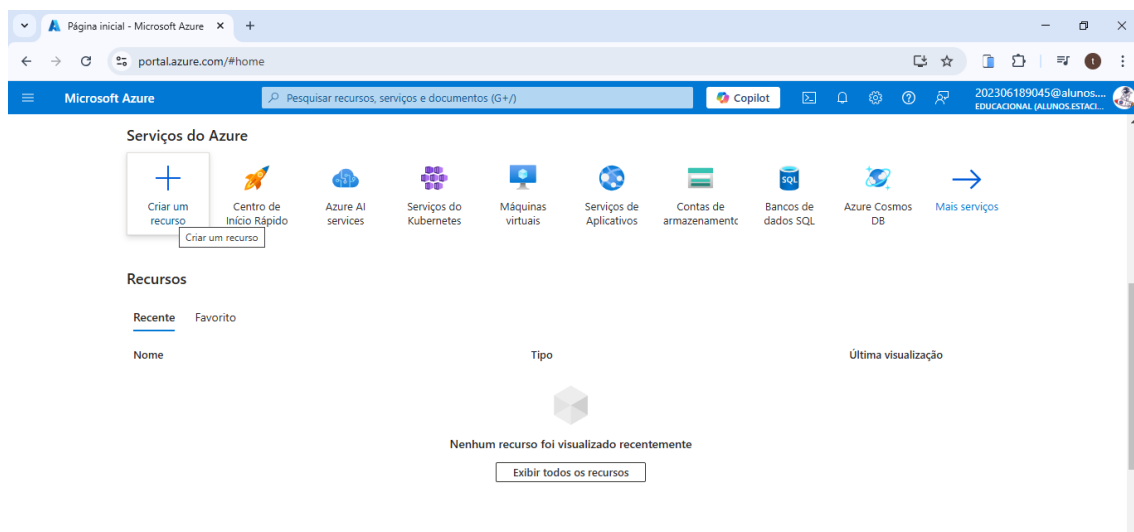 Página inicial - Microsoft Azure
portal.azure.com/#home
Microsoft Azure
Pesquisar recursos, serviços e documentos (G+/)
Copilot
202306189045@alunos....
EDUCACIONAL (ALUNOS.ESTACI...
t
Serviços do Azure
Criar um
recurso
Centro de
Início Rápido
Azure AI
services
Serviços do
Kubernetes
Máquinas
virtuais
Serviços de
Aplicativos
Contas de
armazenamento
SQL
Bancos de
dados SQL
Azure Cosmos
DB
Mais serviços
Criar um recurso
Recursos
Recente
Favorito
Nome
Tipo
Última visualização
Nenhum recurso foi visualizado recentemente
Exibir todos os recursos